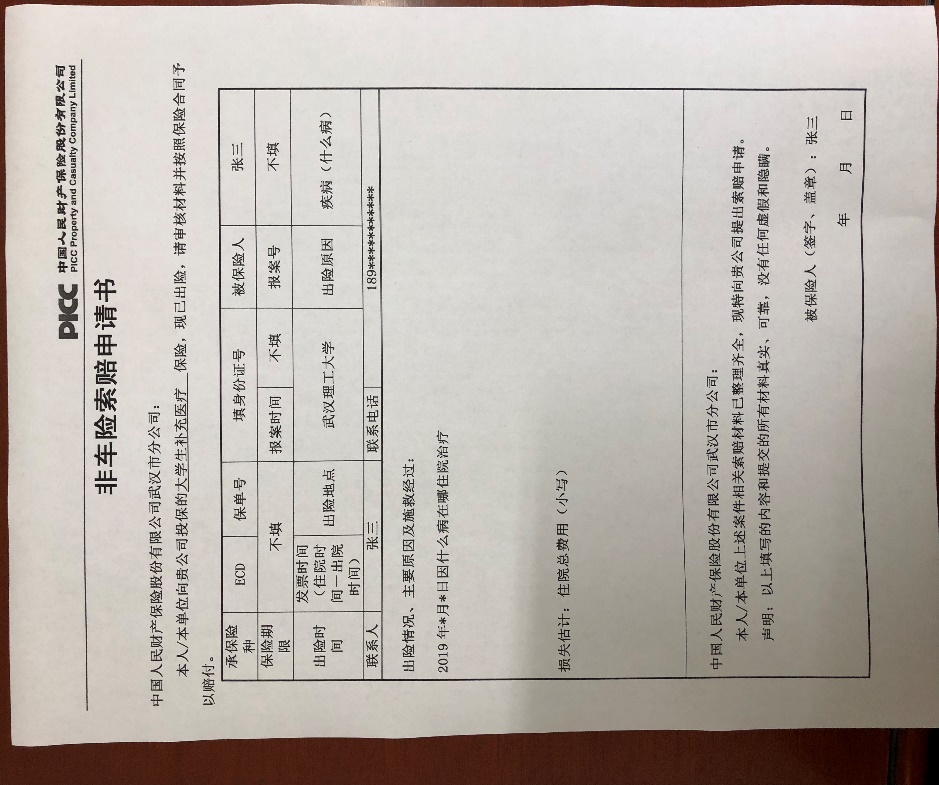 PICC 中国人民财产保险股份有限公司
PICC Property and Casualty Company Limited
非车险索赔申请书
中国人民财产保险股份有限公司武汉市分公司：
本人/本单位向贵公司投保的大学生补充医疗 保险，现已出险，请审核材料并按照保险合同予
以赔付。
承保险种 ECD 保单号 填身份证号 被保险人 张三
保险期限 不填 报案时间 不填 报案号 不填
出险时间 发票时间（住院时间－出院时间） 出险地点 武汉理工大学 出险原因 疾病（什么病）
联系人 张三 联系电话 189***********
出险情况、主要原因及施救经过：
2019 年*月*日因什么病在哪住院治疗
损失估计：住院总费用（小写）
中国人民财产保险股份有限公司武汉市分公司：
本人/本单位上述案件相关索赔材料已整理齐全，现特向贵公司提出索赔申请。
声明：以上填写的内容和提交的所有材料真实、可靠，没有任何虚假和隐瞒。
被保险人（签字、盖章）：张三
年 月 日